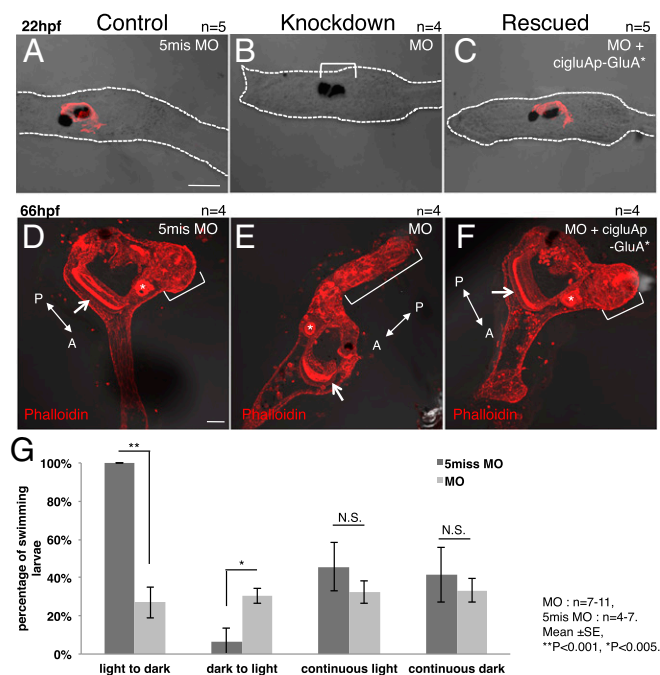 22hpf
Control
n=5
Knockdown
n=4
Rescued
n=5
A
5mis MO
B
MO
C
MO +
cigluAp-GluA*
66hpf
n=4
n=4
n=4
D
5mis MO
*
P
A
Phalloidin
E
MO
*
P
A
Phalloidin
F
MO + cigluAp
-GluA*
*
P
A
Phalloidin
G
percentage of swimming
larvae
100%
80%
60%
40%
20%
0%
**
*
N.S.
N.S.
5miss MO
MO
light to dark
dark to light
continuous light
continuous dark
MO : n=7-11,
5mis MO : n=4-7.
Mean ±SE,
**P<0.001, *P<0.005.